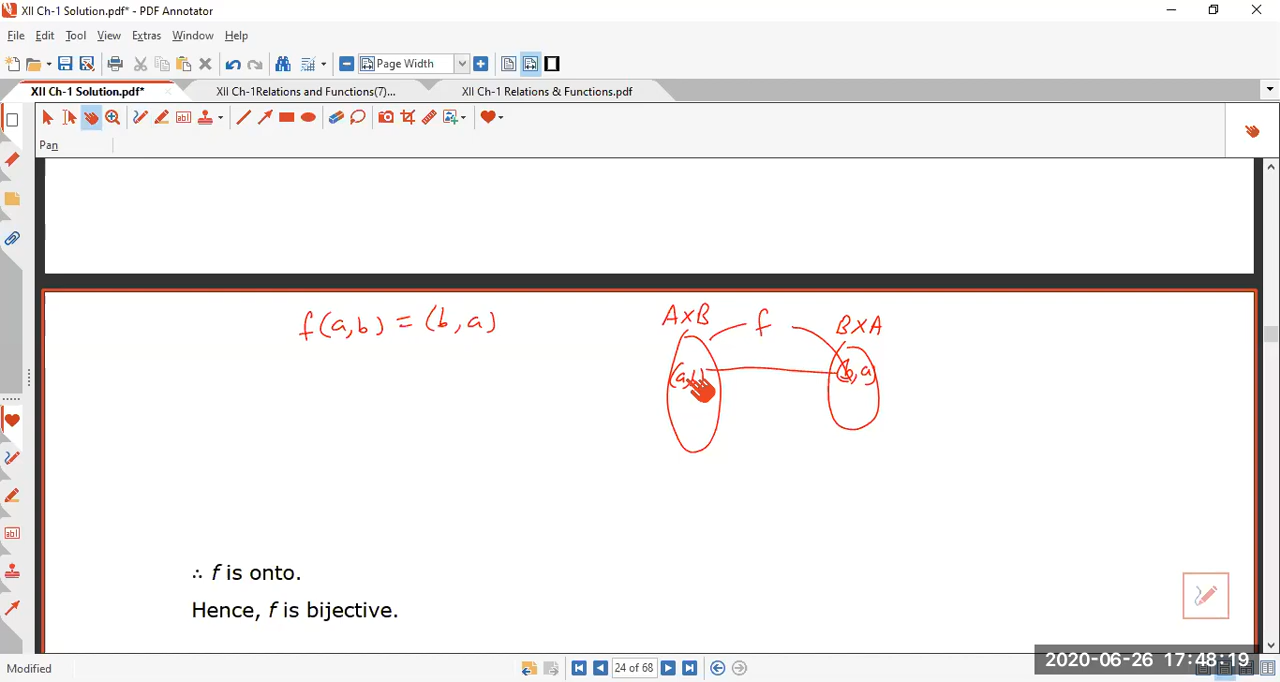 XII Ch-1 Solution.pdf* - PDF Annotator
File Edit Tool View Extras Window Help
Page Width
XII Ch-1 Solution.pdf* XII Ch-1Relations and Functions(7)... XII Ch-1 Relations & Functions.pdf
Pan
f(a,b) = (b,a)
A×B f B×A
(b,a)
∴ f is onto.
Hence, f is bijective.
Modified
24 of 68
2020-06-26 17:48:19